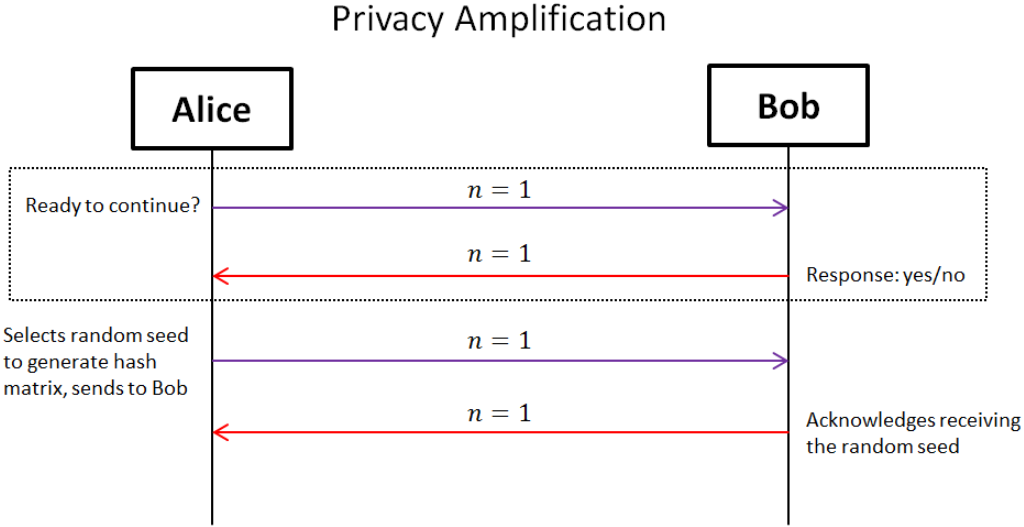 Privacy Amplification
Alice
Bob
n = 1
Ready to continue?
n = 1
Response: yes/no
Selects random seed
to generate hash
matrix, sends to Bob
n = 1
n = 1
Acknowledges receiving
the random seed